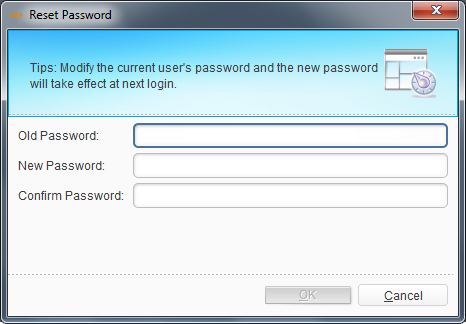 Reset Password
Tips: Modify the current user's password and the new password
will take effect at next login.
Old Password:
New Password:
Confirm Password:
OK
Cancel